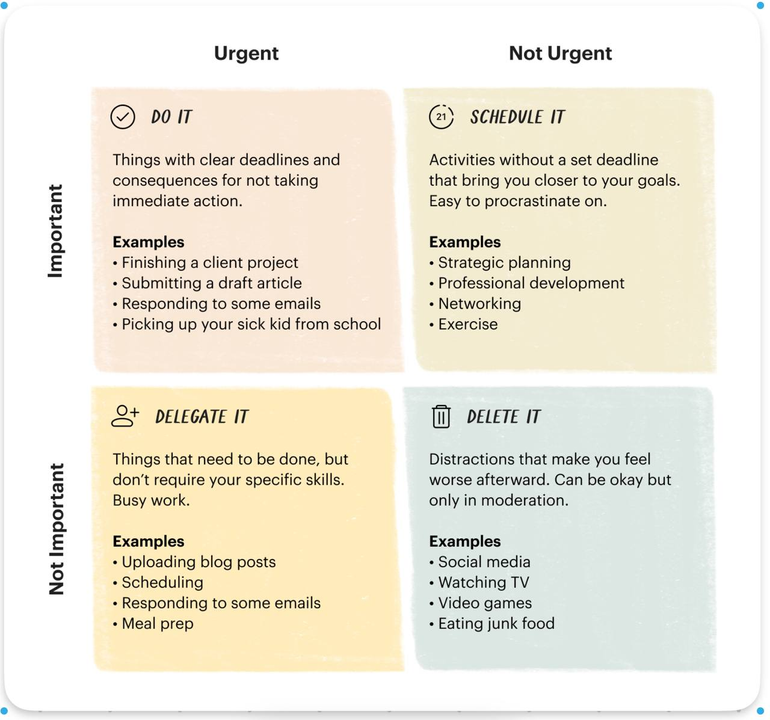 Urgent
Not Urgent
Important
DO IT
Things with clear deadlines and
consequences for not taking
immediate action.
Examples
• Finishing a client project
• Submitting a draft article
• Responding to some emails
• Picking up your sick kid from school
21
SCHEDULE IT
Activities without a set deadline
that bring you closer to your goals.
Easy to procrastinate on.
Examples
• Strategic planning
• Professional development
• Networking
• Exercise
Not Important
DELEGATE IT
Things that need to be done, but
don’t require your specific skills.
Busy work.
Examples
• Uploading blog posts
• Scheduling
• Responding to some emails
• Meal prep
DELETE IT
Distractions that make you feel
worse afterward. Can be okay but
only in moderation.
Examples
• Social media
• Watching TV
• Video games
• Eating junk food